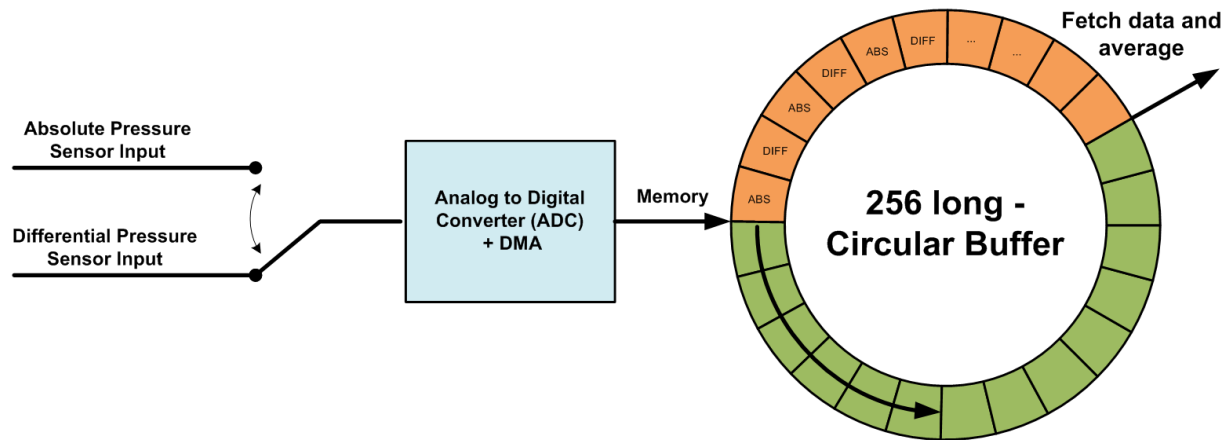 Absolute Pressure
Sensor Input
Differential Pressure
Sensor Input
Analog to Digital
Converter (ADC)
+ DMA
Memory
ABS
DIFF
ABS
DIFF
ABS
DIFF
...
...
Fetch data and
average
256 long -
Circular Buffer